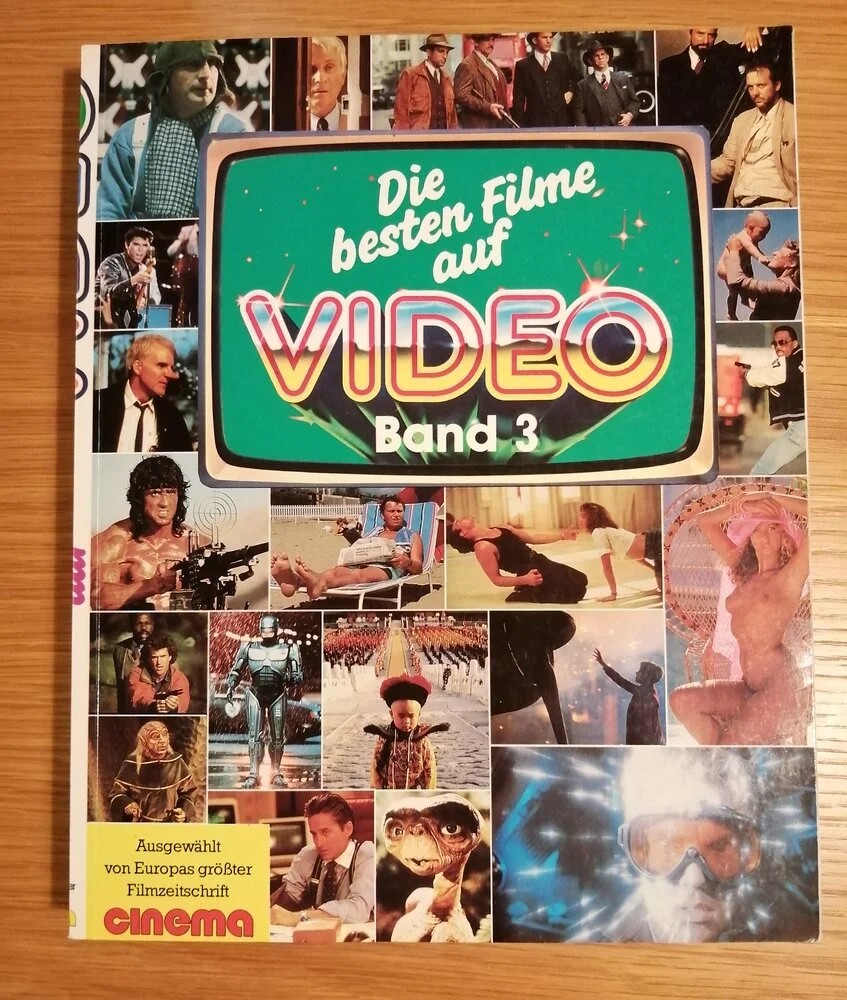 Die
besten Filme
auf
VIDEO
Band 3
Ausgewählt
von Europas größter
Filmzeitschrift
cinema